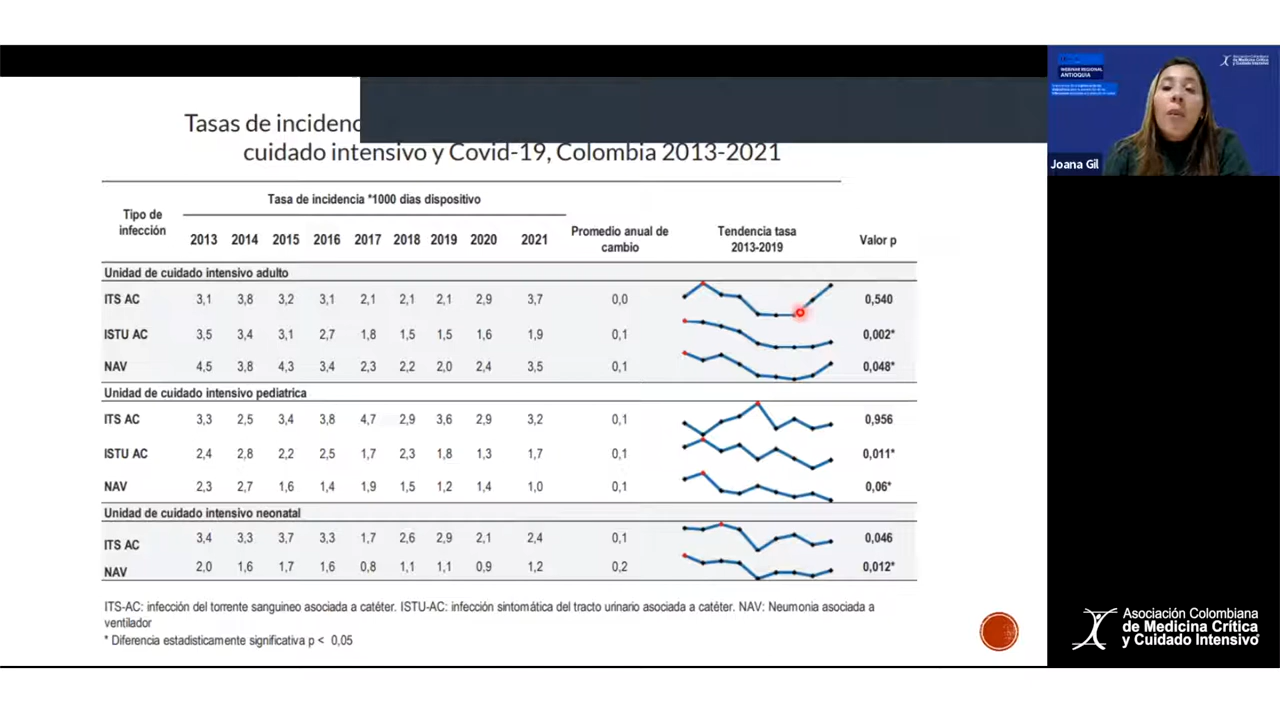 WEBINAR REGIONAL
ANTIOQUIA
Asociación Colombiana
de Medicina Crítica
y Cuidado Intensivo
Joana Gil
Tasas de incidenc
cuidado intensivo y Covid-19, Colombia 2013-2021
Tipo de infección
Tasa de incidencia *1000 dias dispositivo
2013 2014 2015 2016 2017 2018 2019 2020 2021
Promedio anual de cambio
Tendencia tasa 2013-2019
Valor p
Unidad de cuidado intensivo adulto
ITS AC 3,1 3,8 3,2 3,1 2,1 2,1 2,1 2,9 3,7 0,0 0,540
ISTU AC 3,5 3,4 3,1 2,7 1,8 1,5 1,5 1,6 1,9 0,1 0,002*
NAV 4,5 3,8 4,3 3,4 2,3 2,2 2,0 2,4 3,5 0,1 0,048*
Unidad de cuidado intensivo pediatrica
ITS AC 3,3 2,5 3,4 3,8 4,7 2,9 3,6 2,9 3,2 0,1 0,956
ISTU AC 2,4 2,8 2,2 2,5 1,7 2,3 1,8 1,3 1,7 0,1 0,011*
NAV 2,3 2,7 1,6 1,4 1,9 1,5 1,2 1,4 1,0 0,1 0,06*
Unidad de cuidado intensivo neonatal
ITS AC 3,4 3,3 3,7 3,3 1,7 2,6 2,9 2,1 2,4 0,1 0,046
NAV 2,0 1,6 1,7 1,6 0,8 1,1 1,1 0,9 1,2 0,2 0,012*
ITS-AC: infección del torrente sanguineo asociada a catéter. ISTU-AC: infección sintomática del tracto urinario asociada a catéter. NAV: Neumonia asociada a
ventilador
* Diferencia estadisticamente significativa p < 0,05
Asociación Colombiana
de Medicina Crítica
y Cuidado Intensivo